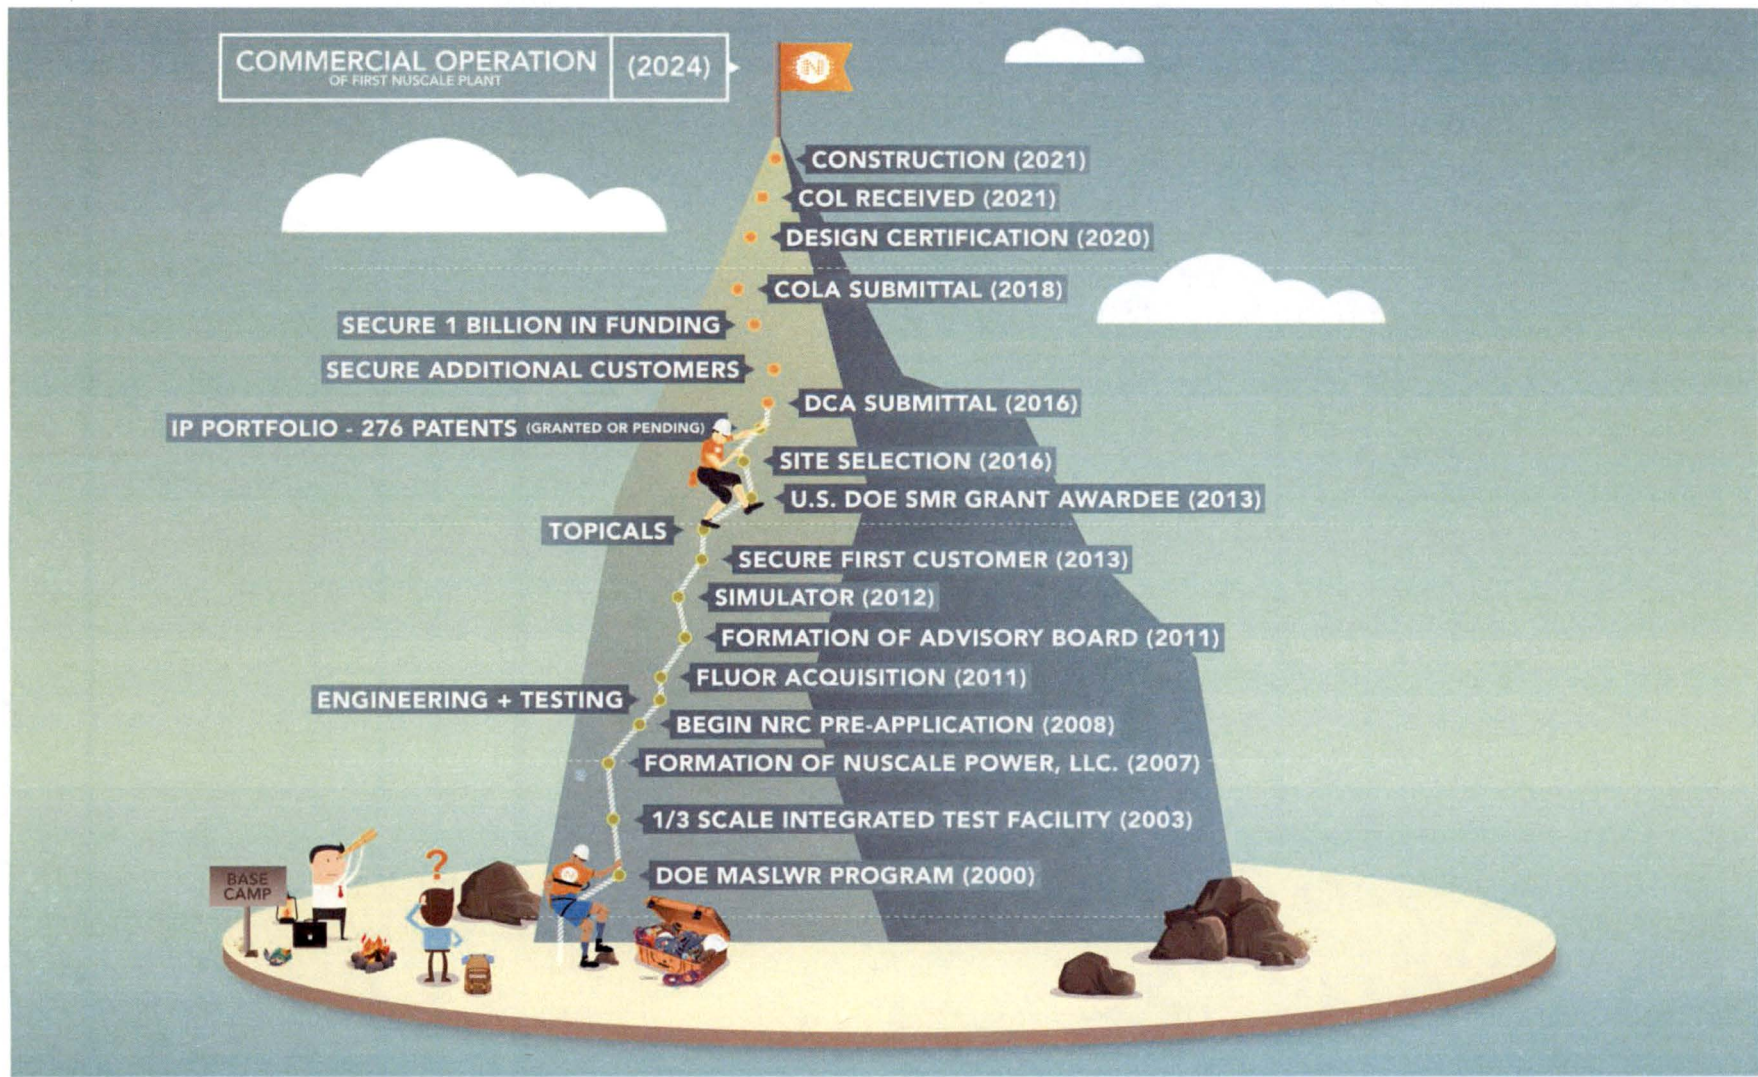 COMMERCIAL OPERATION (2024)
OF FIRST NUSCALE PLANT
N
CONSTRUCTION (2021)
COL RECEIVED (2021)
DESIGN CERTIFICATION (2020)
COLA SUBMITTAL (2018)
SECURE 1 BILLION IN FUNDING
SECURE ADDITIONAL CUSTOMERS
DCA SUBMITTAL (2016)
IP PORTFOLIO - 276 PATENTS (GRANTED OR PENDING)
SITE SELECTION (2016)
U.S. DOE SMR GRANT AWARDEE (2013)
TOPICALS
SECURE FIRST CUSTOMER (2013)
SIMULATOR (2012)
FORMATION OF ADVISORY BOARD (2011)
FLUOR ACQUISITION (2011)
ENGINEERING + TESTING
BEGIN NRC PRE-APPLICATION (2008)
FORMATION OF NUSCALE POWER, LLC. (2007)
1/3 SCALE INTEGRATED TEST FACILITY (2003)
?
BASE
CAMP
N
DOE MASLWR PROGRAM (2000)